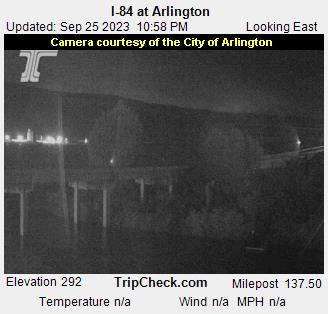 I-84 at Arlington
Updated: Sep 25 2023 10:58 PM Looking East
Camera courtesy of the City of Arlington
Elevation 292 TripCheck.com Milepost 137.50
Temperature n/a Wind n/a MPH n/a